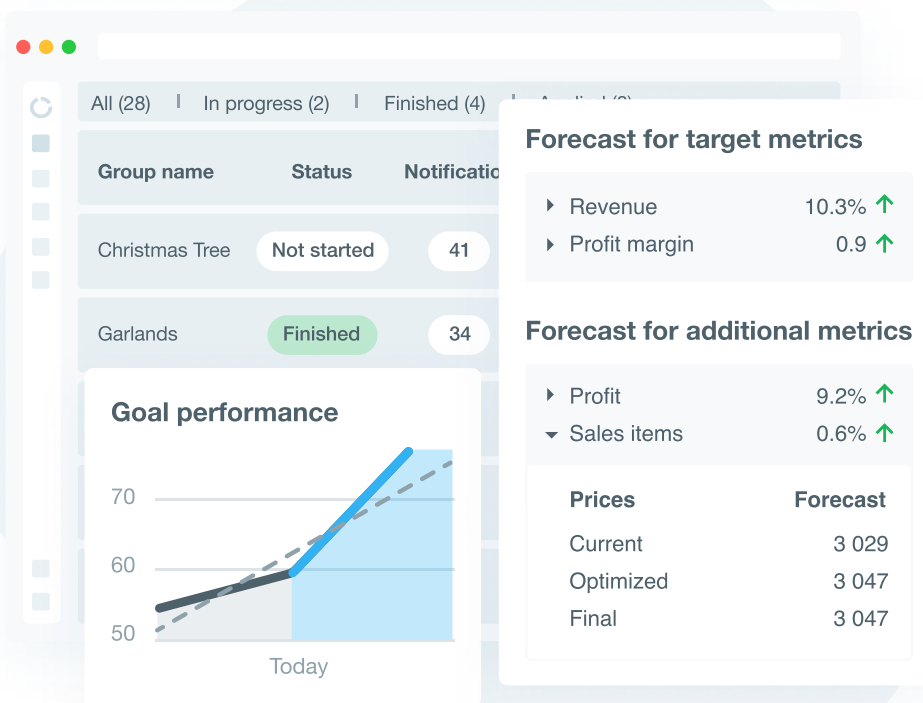 All (28) | In progress (2) | Finished (4) |
Group name Status Notificatio
Christmas Tree Not started 41
Garlands Finished 34
Goal performance
70
60
50
Today
Forecast for target metrics
Revenue 10.3%
Profit margin 0.9
Forecast for additional metrics
Profit 9.2%
Sales items 0.6%
Prices Forecast
Current 3 029
Optimized 3 047
Final 3 047